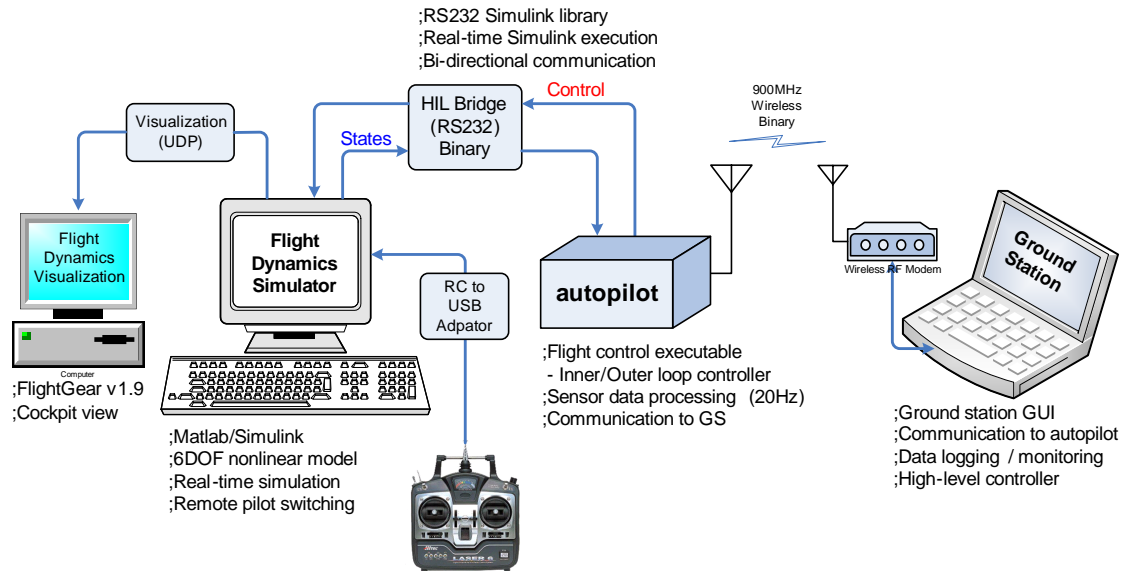 ;RS232 Simulink library
;Real-time Simulink execution
;Bi-directional communication
Visualization
(UDP)
States
HIL Bridge
(RS232)
Binary
Control
900MHz
Wireless
Binary
Flight
Dynamics
Visualization
Computer
;FlightGear v1.9
;Cockpit view
Flight
Dynamics
Simulator
;Matlab/Simulink
;6DOF nonlinear model
;Real-time simulation
;Remote pilot switching
RC to
USB
Adpator
LASER 6
autopilot
;Flight control executable
- Inner/Outer loop controller
;Sensor data processing (20Hz)
;Communication to GS
Wireless RF Modem
Ground
Station
;Ground station GUI
;Communication to autopilot
;Data logging / monitoring
;High-level controller